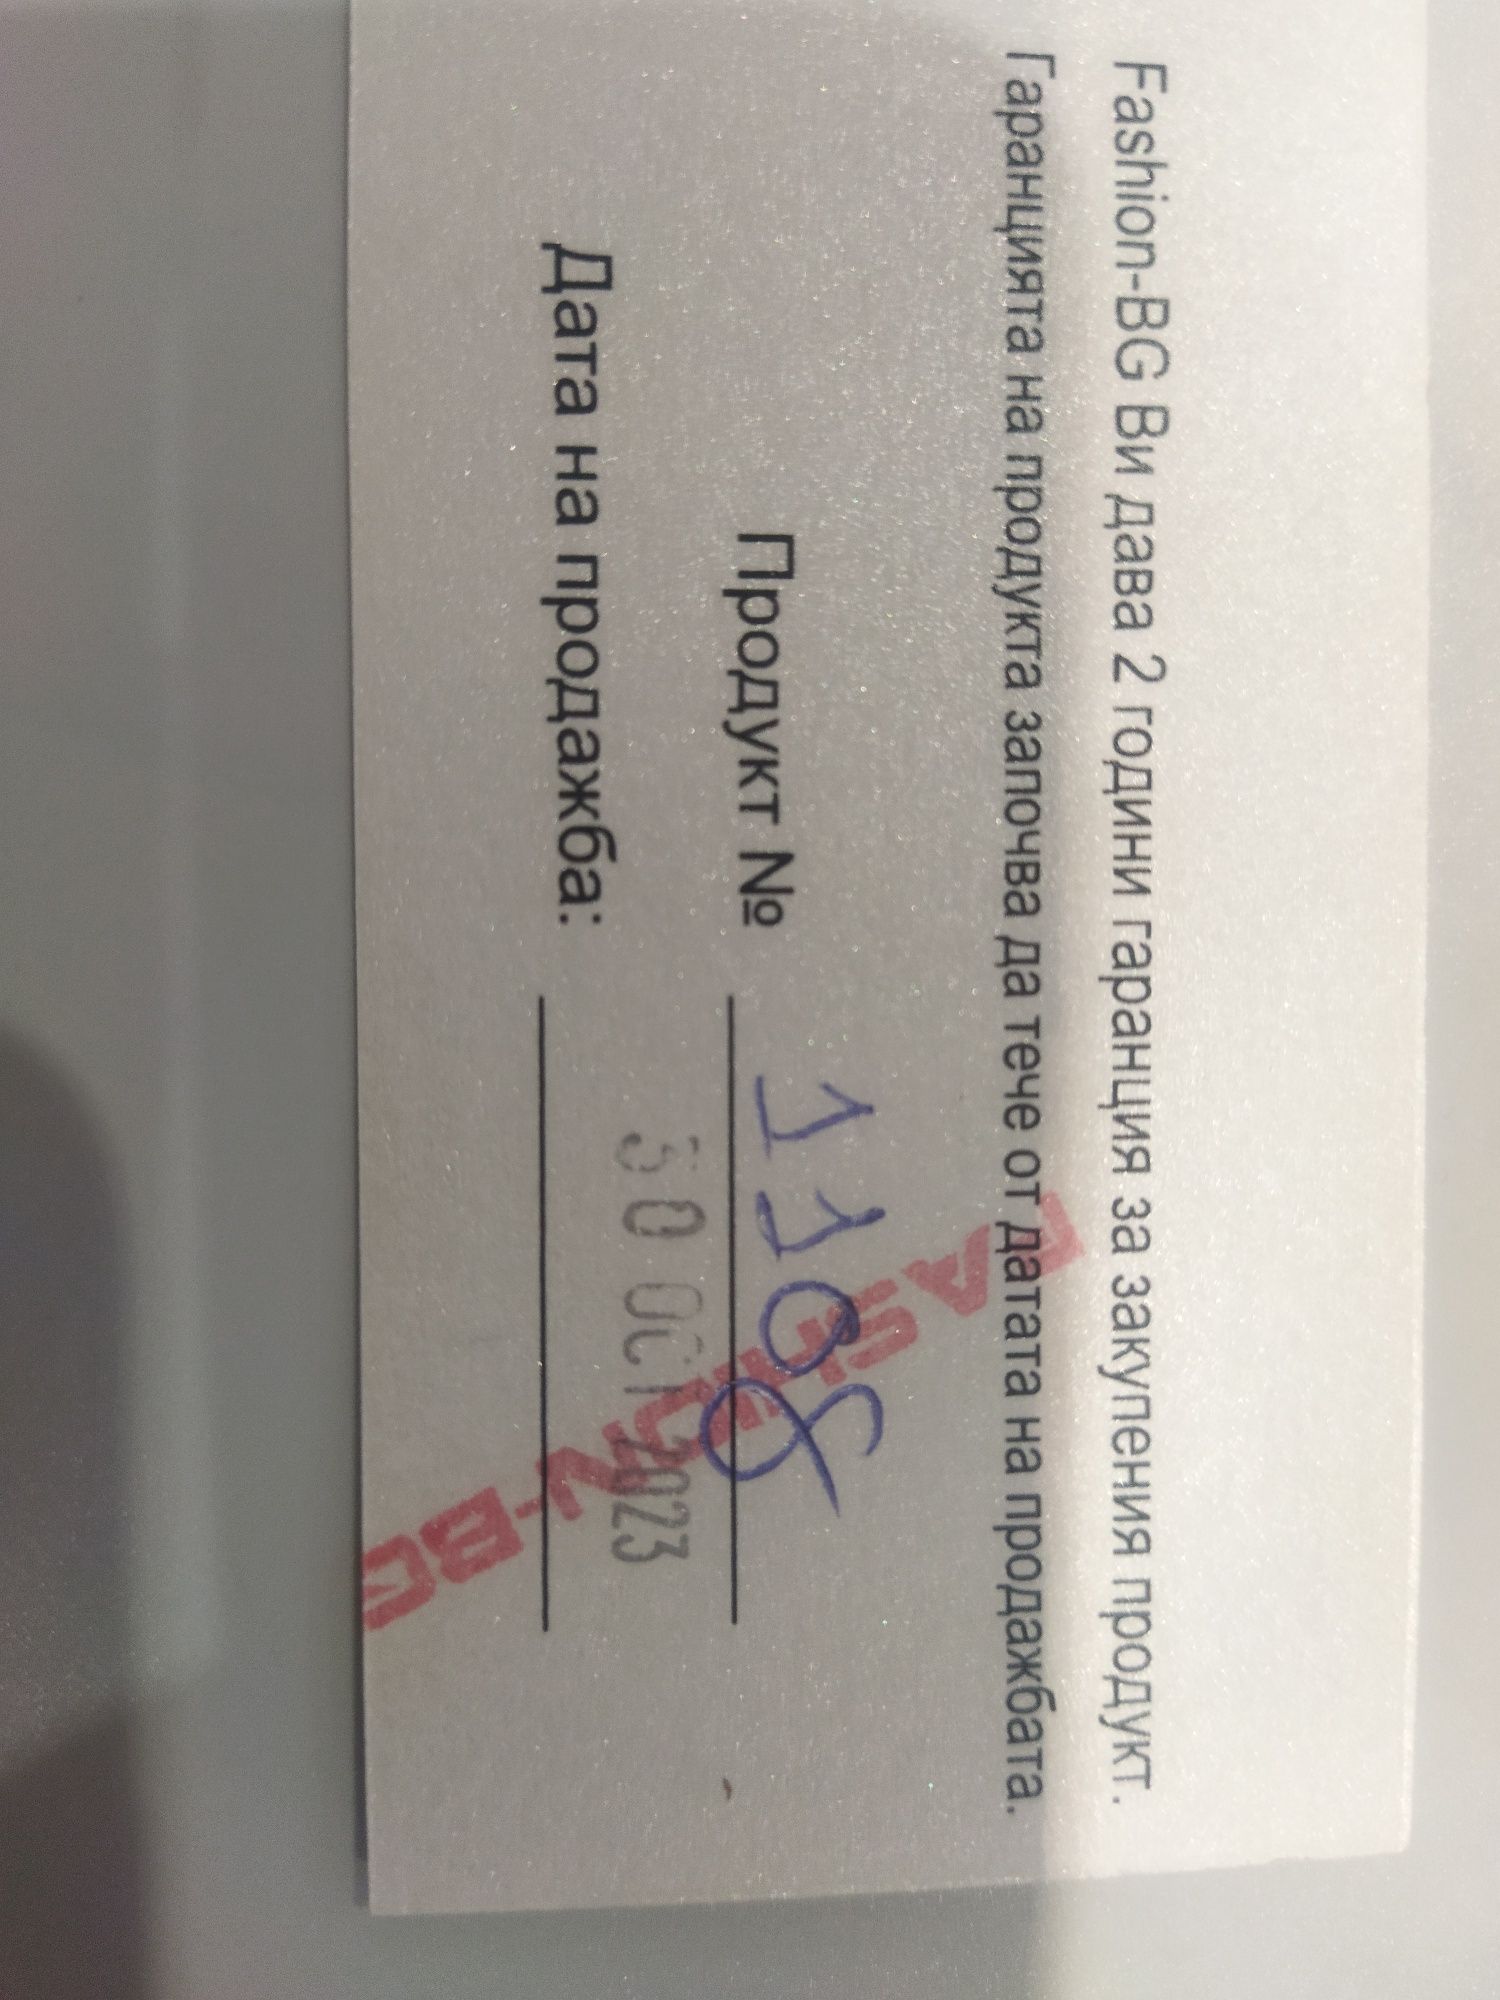 Fashion-BG Ви дава 2 години гаранция за закупения продукт.
Гаранцията на продукта започва да тече от датата на продажбата.
Продукт № 1108
Дата на продажба: 30 OCT 2023
FASHION-BG